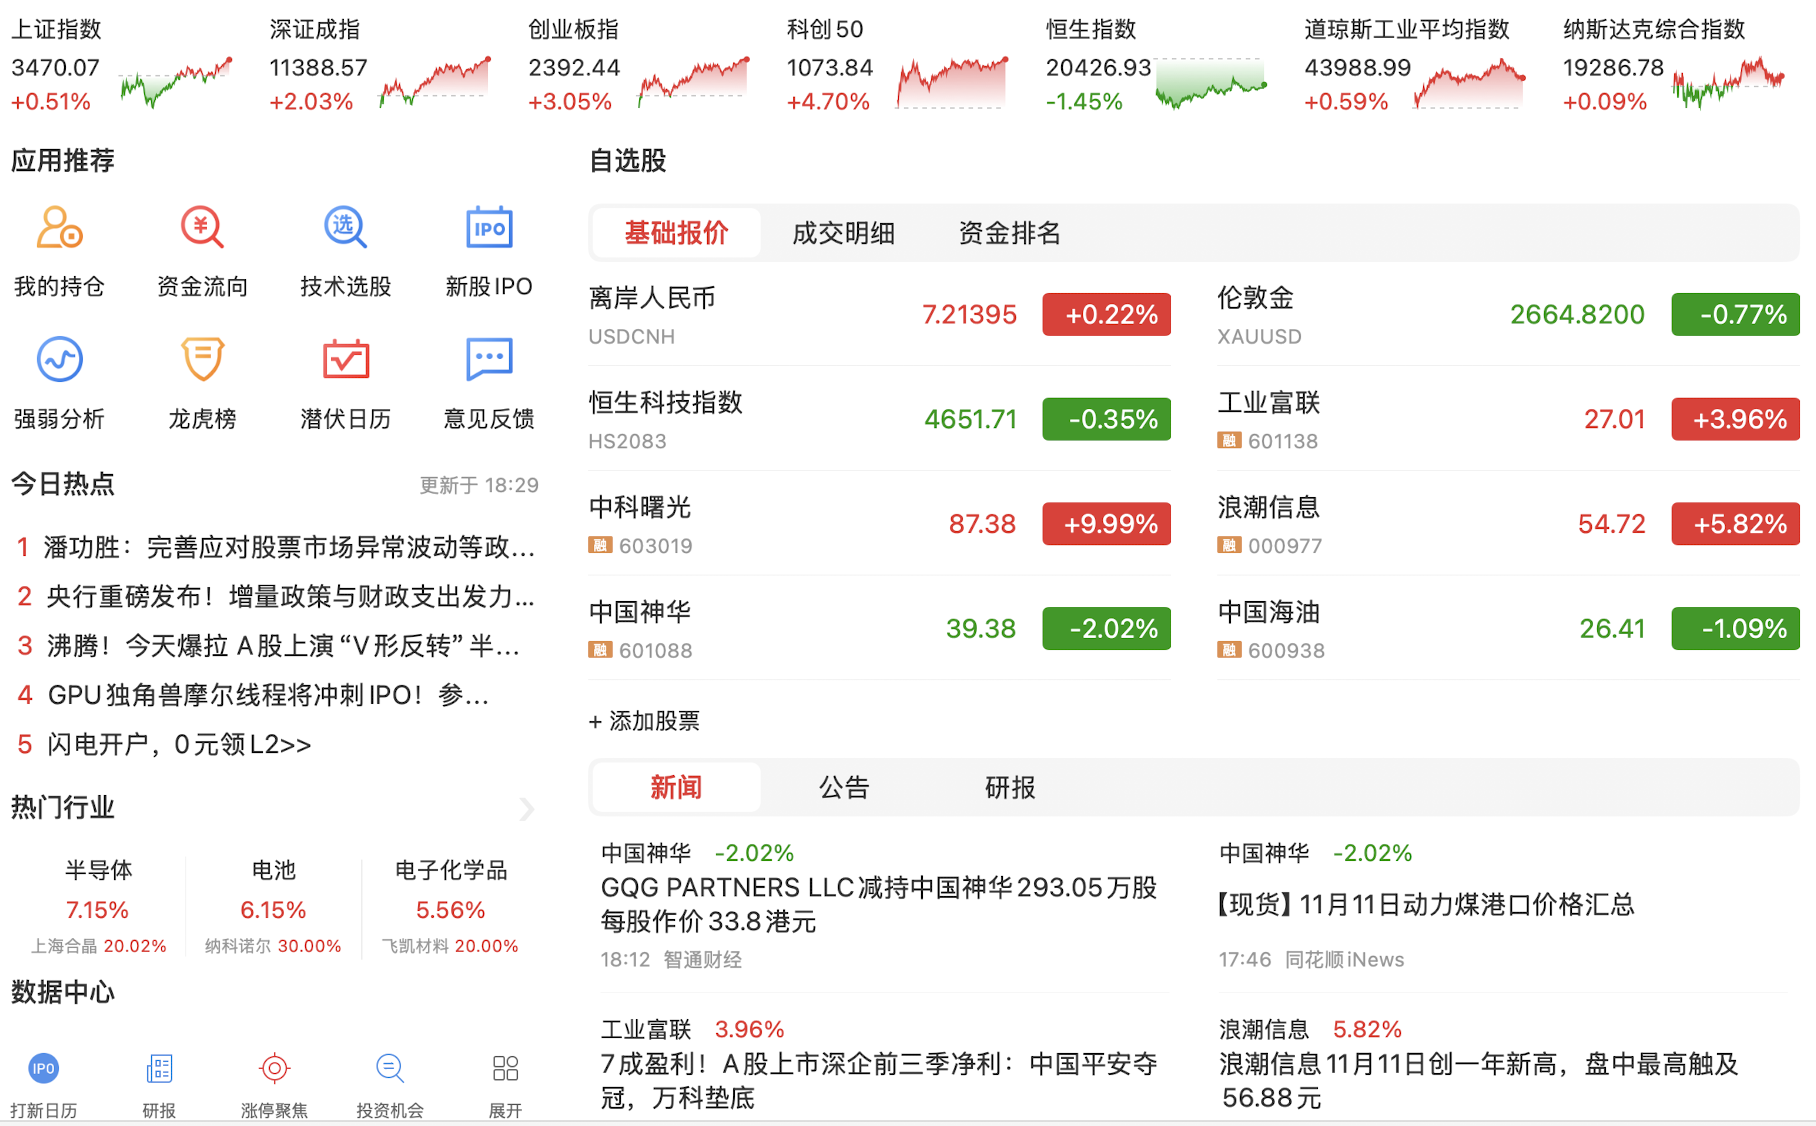 上证指数
3470.07
+0.51%
深证成指
11388.57
+2.03%
创业板指
2392.44
+3.05%
科创50
1073.84
+4.70%
恒生指数
20426.93
-1.45%
道琼斯工业平均指数
43988.99
+0.59%
纳斯达克综合指数
19286.78
+0.09%
应用推荐
¥
选
IPO
我的持仓
资金流向
技术选股
新股IPO
强弱分析
龙虎榜
潜伏日历
意见反馈
今日热点
更新于 18:29
1 潘功胜：完善应对股票市场异常波动等政...
2 央行重磅发布！增量政策与财政支出发力...
3 沸腾！今天爆拉 A股上演“V形反转”半...
4 GPU独角兽摩尔线程将冲刺IPO！参...
5 闪电开户，0元领L2>>
热门行业
半导体
7.15%
上海合晶 20.02%
电池
6.15%
纳科诺尔 30.00%
电子化学品
5.56%
飞凯材料 20.00%
数据中心
IPO
打新日历
研报
涨停聚焦
投资机会
展开
自选股
基础报价 成交明细 资金排名
离岸人民币
USDCNH
7.21395
+0.22%
伦敦金
XAUUSD
2664.8200
-0.77%
恒生科技指数
HS2083
4651.71
-0.35%
工业富联
融 601138
27.01
+3.96%
中科曙光
融 603019
87.38
+9.99%
浪潮信息
融 000977
54.72
+5.82%
中国神华
融 601088
39.38
-2.02%
中国海油
融 600938
26.41
-1.09%
+ 添加股票
新闻 公告 研报
中国神华 -2.02%
GQG PARTNERS LLC减持中国神华293.05万股
每股作价33.8港元
18:12 智通财经
中国神华 -2.02%
【现货】11月11日动力煤港口价格汇总
17:46 同花顺iNews
工业富联 3.96%
7成盈利！A股上市深企前三季净利：中国平安夺
冠，万科垫底
浪潮信息 5.82%
浪潮信息11月11日创一年新高，盘中最高触及
56.88元